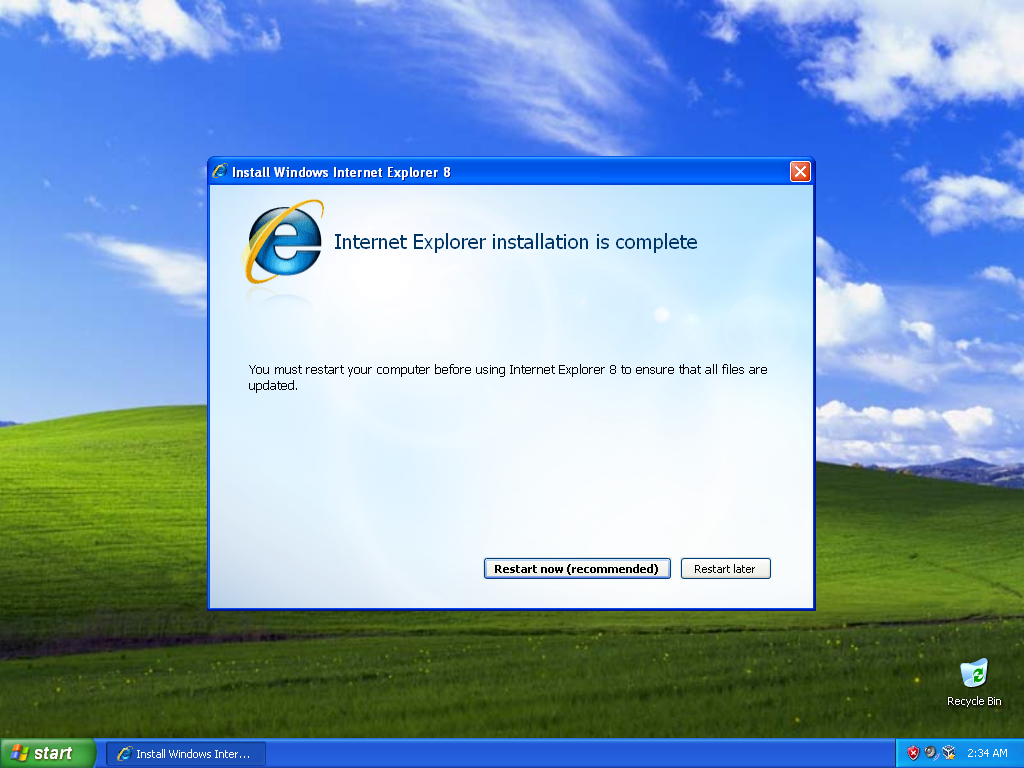 Install Windows Internet Explorer 8
Internet Explorer installation is complete
You must restart your computer before using Internet Explorer 8 to ensure that all files are
updated.
Restart now (recommended)
Restart later
Recycle Bin
start
Install Windows Inter...
2:34 AM